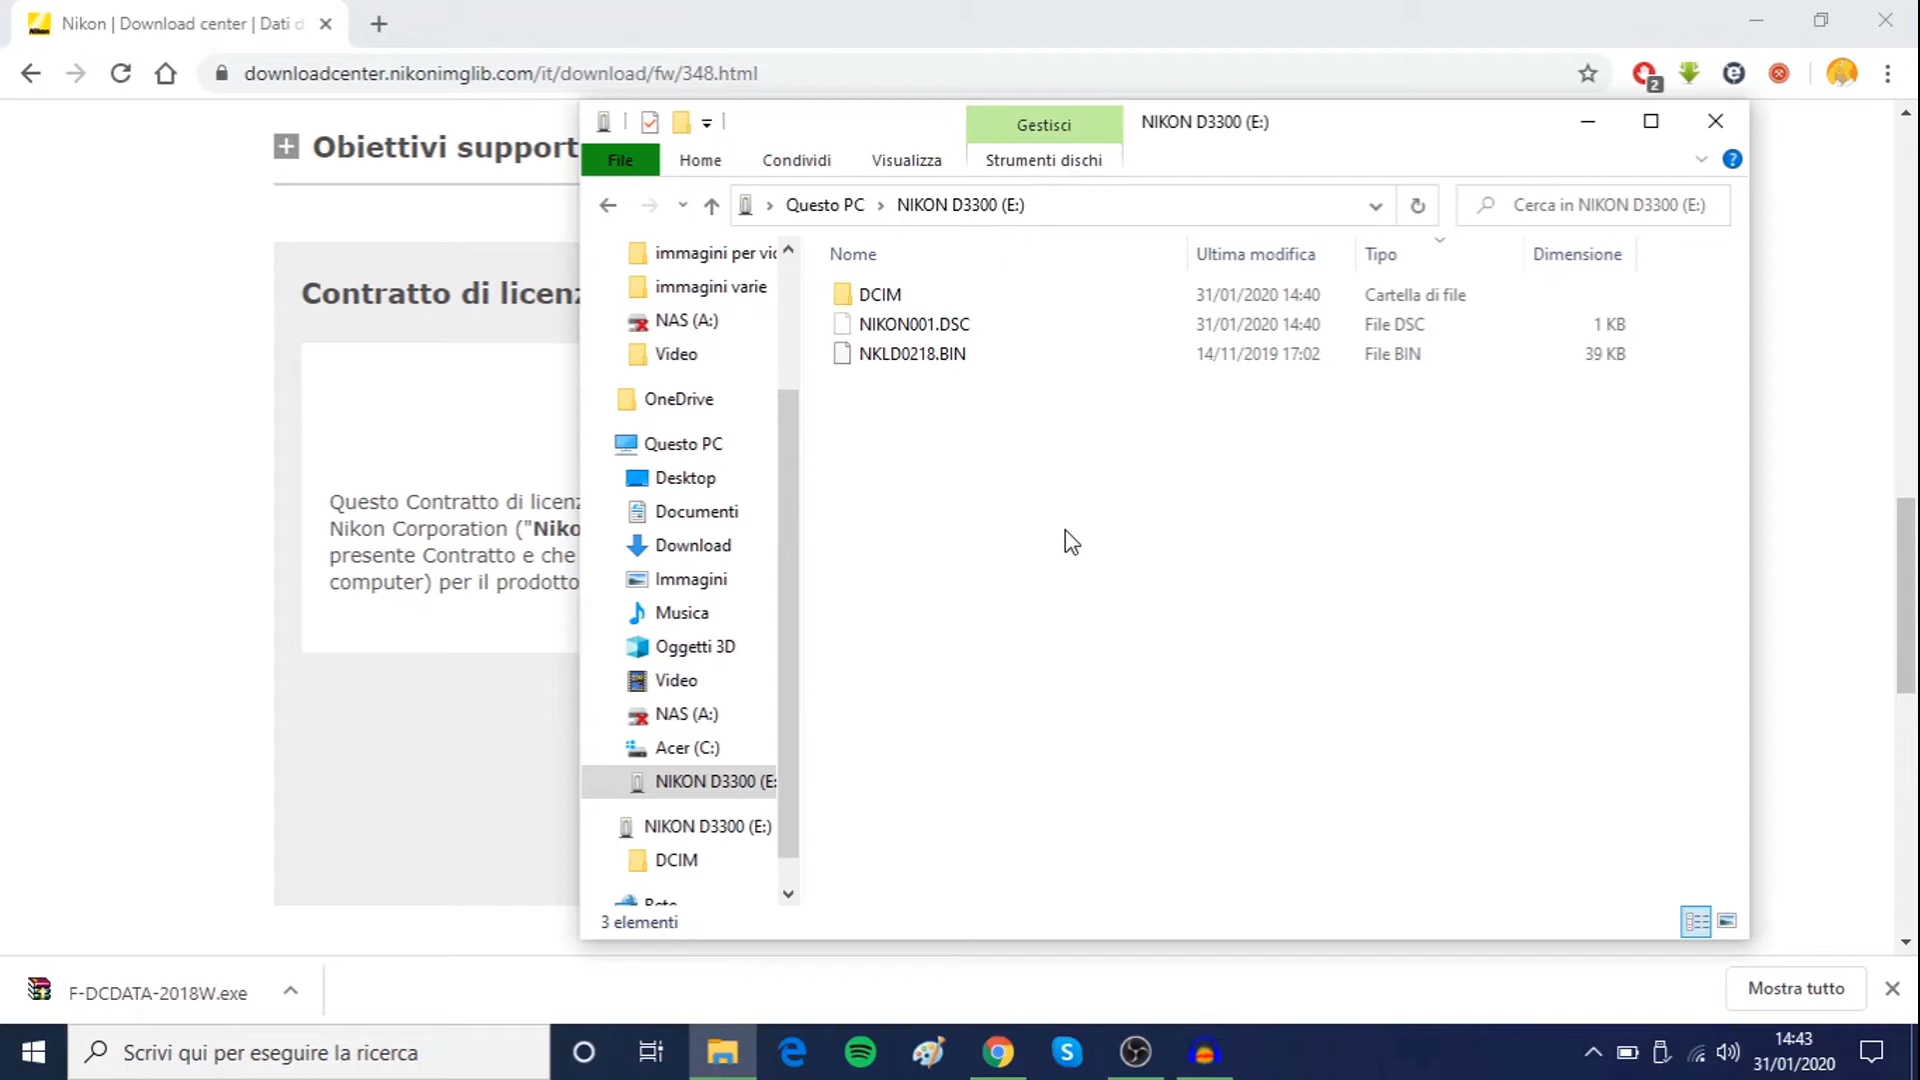 Nikon | Download center | Dati d
downloadcenter.nikonimglib.com/it/download/fw/348.html
2
Gestisci
NIKON D3300 (E:)
File
Home
Condividi
Visualizza
Strumenti dischi
?
Questo PC > NIKON D3300 (E:)
Cerca in NIKON D3300 (E:)
Obiettivi support
Contratto di licenz
Questo Contratto di licenz
Nikon Corporation ("Niko
presente Contratto e che
computer) per il prodotto
immagini per vic
immagini varie
NAS (A:)
Video
OneDrive
Questo PC
Desktop
Documenti
Download
Immagini
Musica
Oggetti 3D
Video
NAS (A:)
Acer (C:)
NIKON D3300 (E:
NIKON D3300 (E:)
DCIM
Rete
Nome
Ultima modifica
Tipo
Dimensione
DCIM 31/01/2020 14:40 Cartella di file
NIKON001.DSC 31/01/2020 14:40 File DSC 1 KB
NKLD0218.BIN 14/11/2019 17:02 File BIN 39 KB
3 elementi
F-DCDATA-2018W.exe
Mostra tutto
Scrivi qui per eseguire la ricerca
14:43
31/01/2020